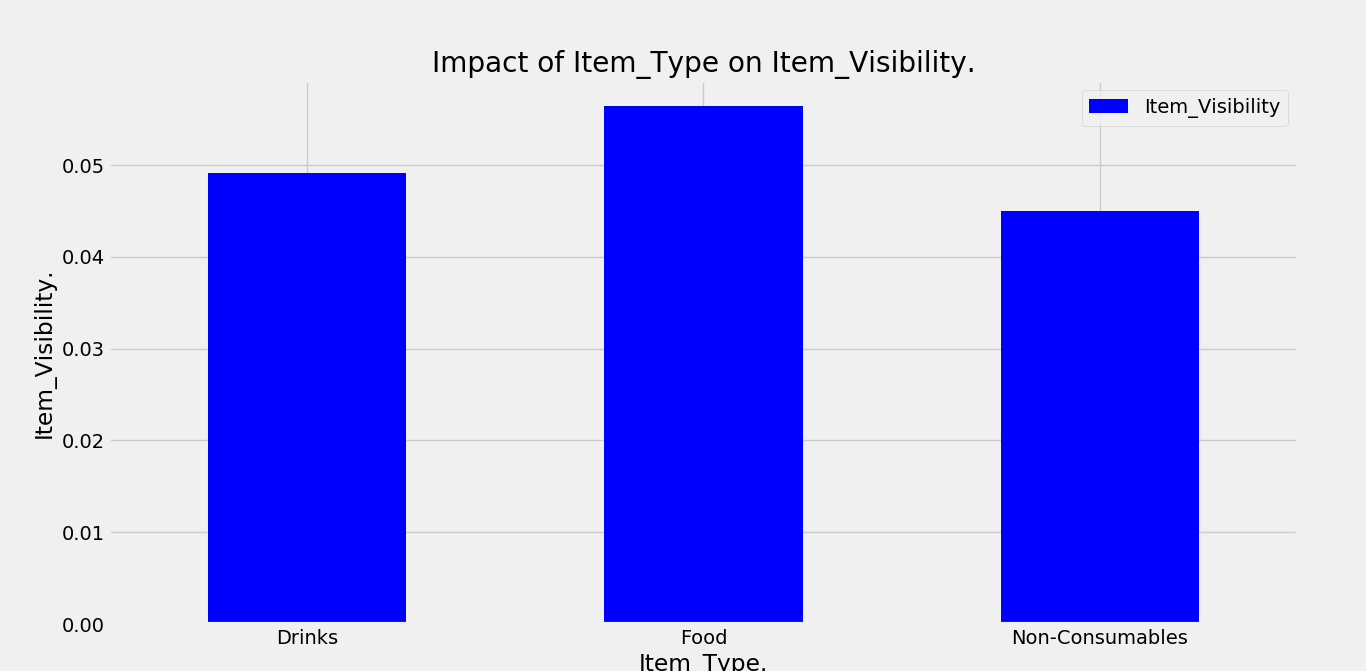 Impact of Item_Type on Item_Visibility.
Item_Visibility
0.05
0.04
0.03
0.02
0.01
0.00
Item_Visibility.
Drinks
Food
Non-Consumables
Item_Type.